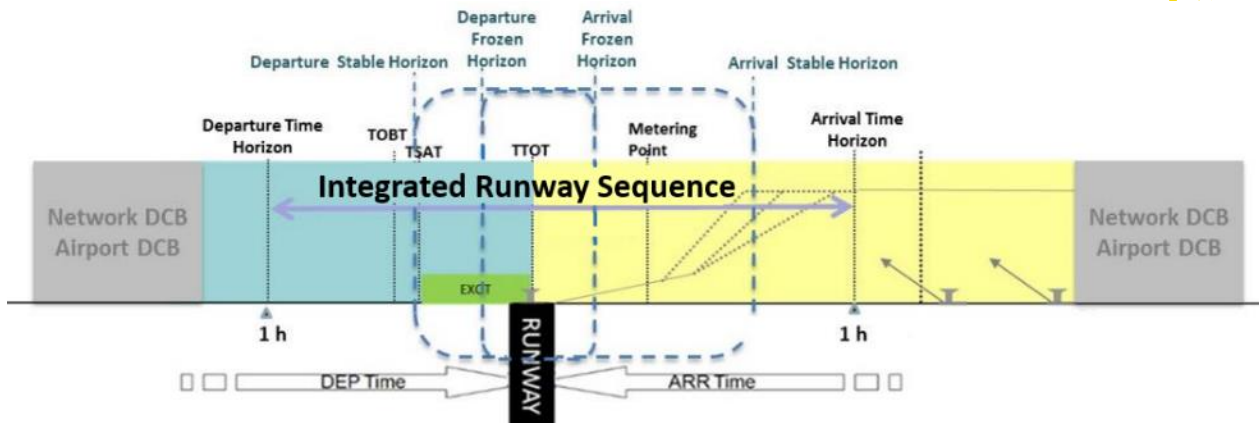 Departure
Frozen
Horizon
Arrival
Frozen
Horizon
Departure Stable Horizon
Arrival Stable Horizon
Departure Time
Horizon
TOBT
TSAT
TTOT
Metering
Point
Arrival Time
Horizon
Integrated Runway Sequence
Network DCB
Airport DCB
Network DCB
Airport DCB
EXOT
1 h
1 h
RUNWAY
DEP Time
ARR Time